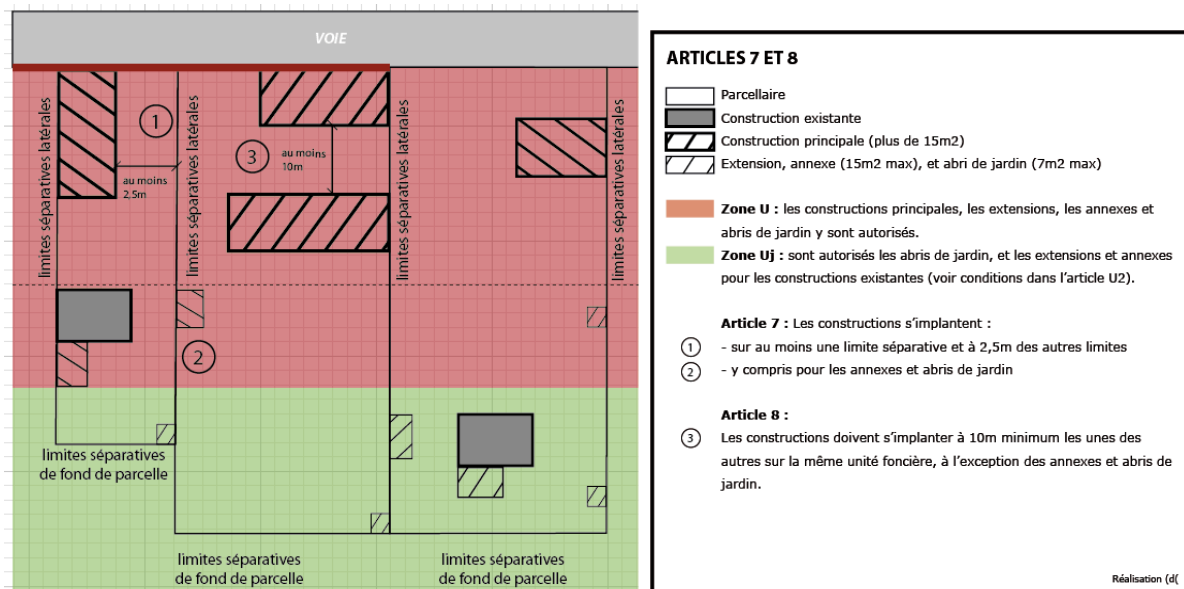 VOIE
limites séparatives latérales
1
au moins
2,5m
limites séparatives latérales
3
au moins
10m
limites séparatives latérales
limites séparatives latérales
2
limites séparatives
de fond de parcelle
limites séparatives
de fond de parcelle
limites séparatives
de fond de parcelle
ARTICLES 7 ET 8
Parcellaire
Construction existante
Construction principale (plus de 15m2)
Extension, annexe (15m2 max), et abri de jardin (7m2 max)
Zone U : les constructions principales, les extensions, les annexes et
abris de jardin y sont autorisés.
Zone Uj : sont autorisés les abris de jardin, et les extensions et annexes
pour les constructions existantes (voir conditions dans l'article U2).
Article 7 : Les constructions s'implantent :
1 - sur au moins une limite séparative et à 2,5m des autres limites
2 - y compris pour les annexes et abris de jardin
Article 8 :
3 Les constructions doivent s'implanter à 10m minimum les unes des
autres sur la même unité foncière, à l'exception des annexes et abris de
jardin.
Réalisation (d(